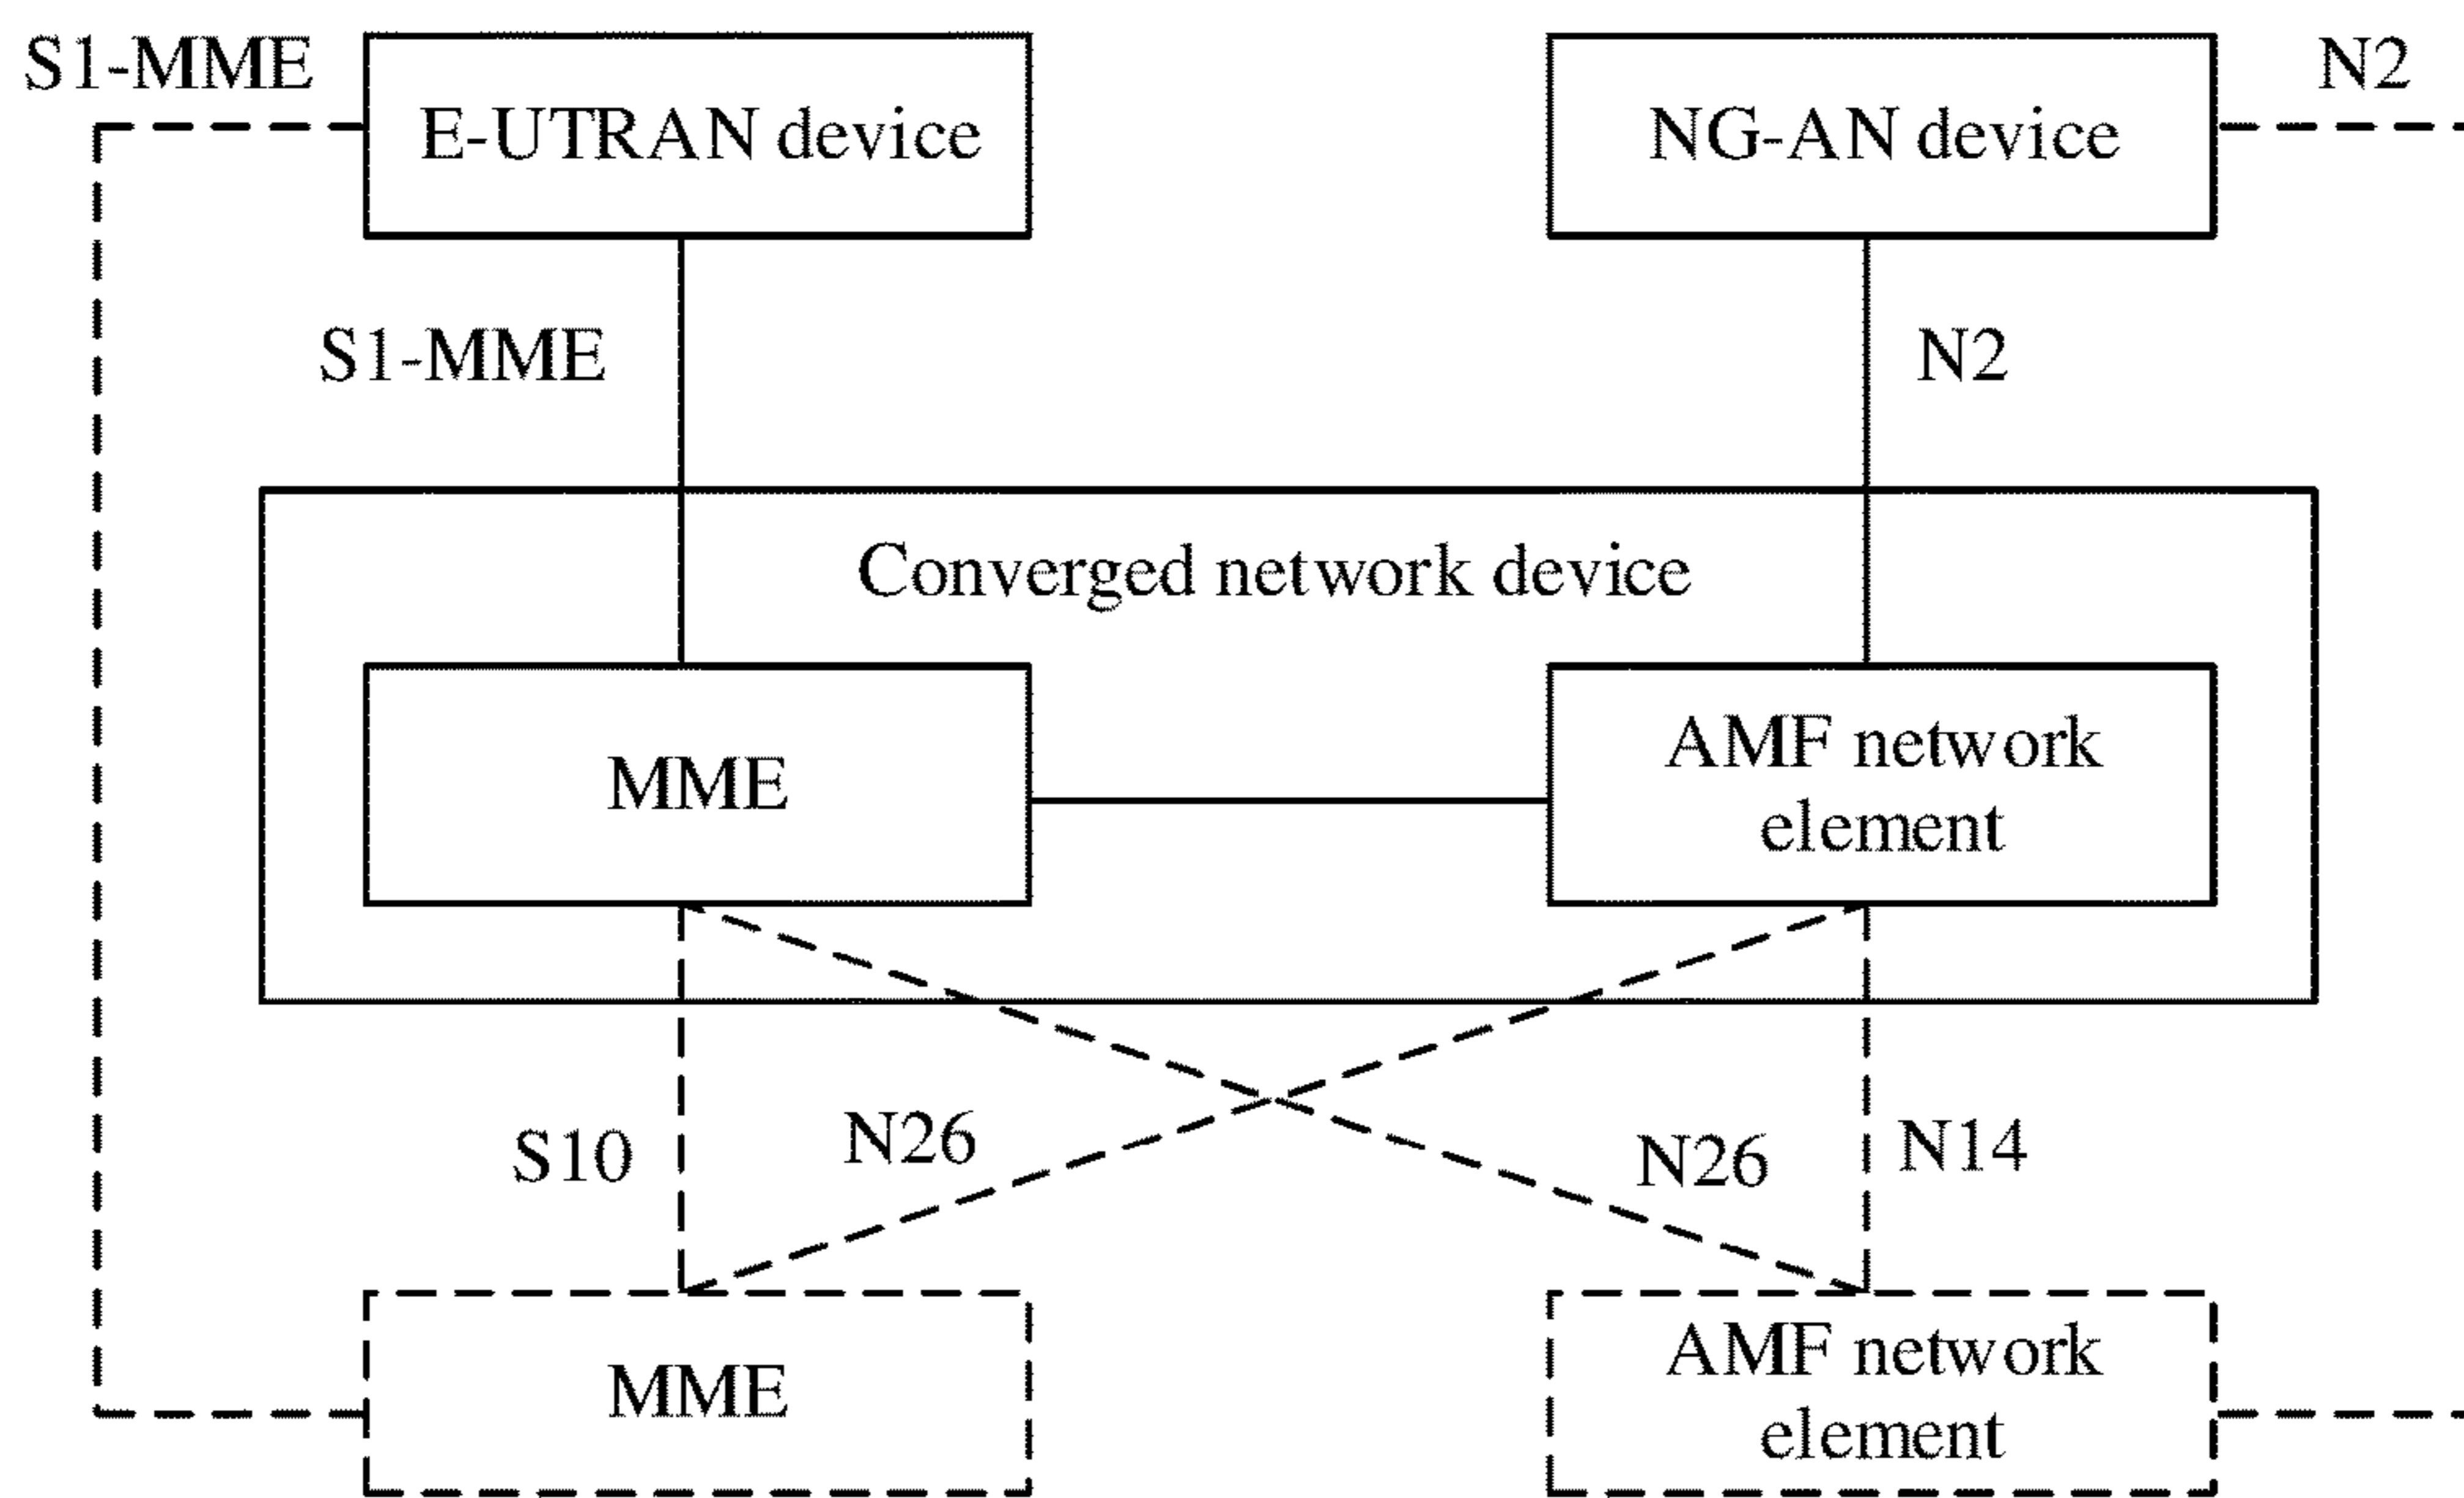 S1-MME
E-UTRAN device
NG-AN device
N2
S1-MME
N2
Converged network device
MME
AMF network
element
S10
N26
N26
N14
MME
AMF network
element